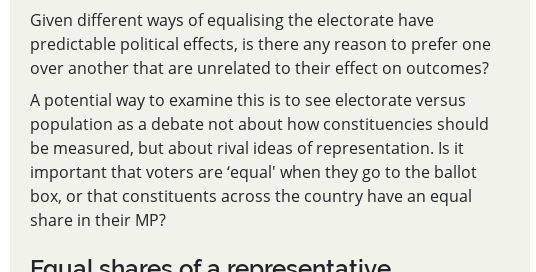 Given different ways of equalising the electorate have
predictable political effects, is there any reason to prefer one
over another that are unrelated to their effect on outcomes?
A potential way to examine this is to see electorate versus
population as a debate not about how constituencies should
be measured, but about rival ideas of representation. Is it
important that voters are ‘equal' when they go to the ballot
box, or that constituents across the country have an equal
share in their MP?
Equal shares of a representative